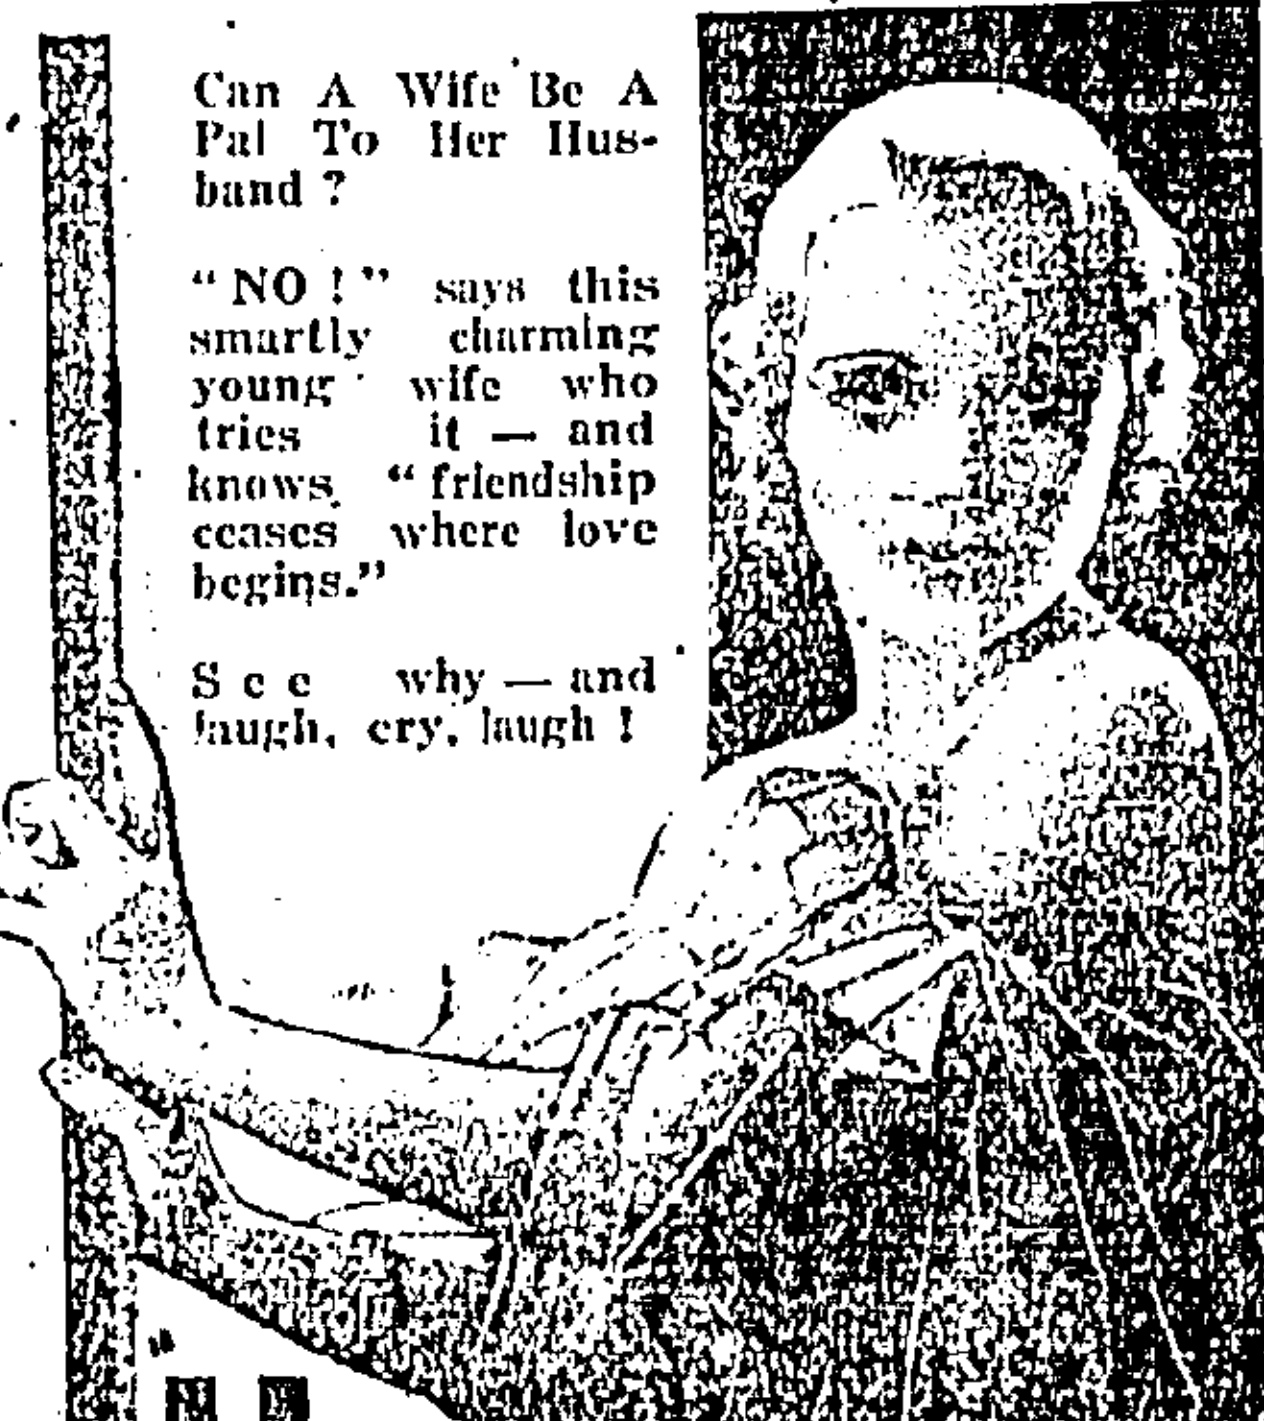 Can A Wife Be A
Pal To Her Hus-
band ?
"NO !" says this
smartly charming
young wife who
tries it — and
knows "friendship
ceases where love
begins."
See why — and
laugh, cry, laugh !